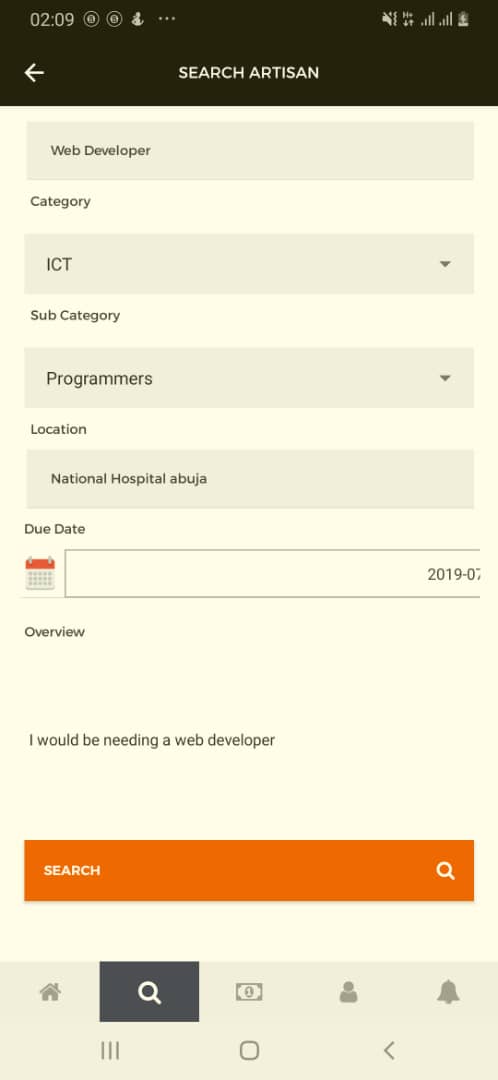 02:09
SEARCH ARTISAN
Web Developer
Category
ICT
Sub Category
Programmers
Location
National Hospital abuja
Due Date
2019-07
Overview
I would be needing a web developer
SEARCH